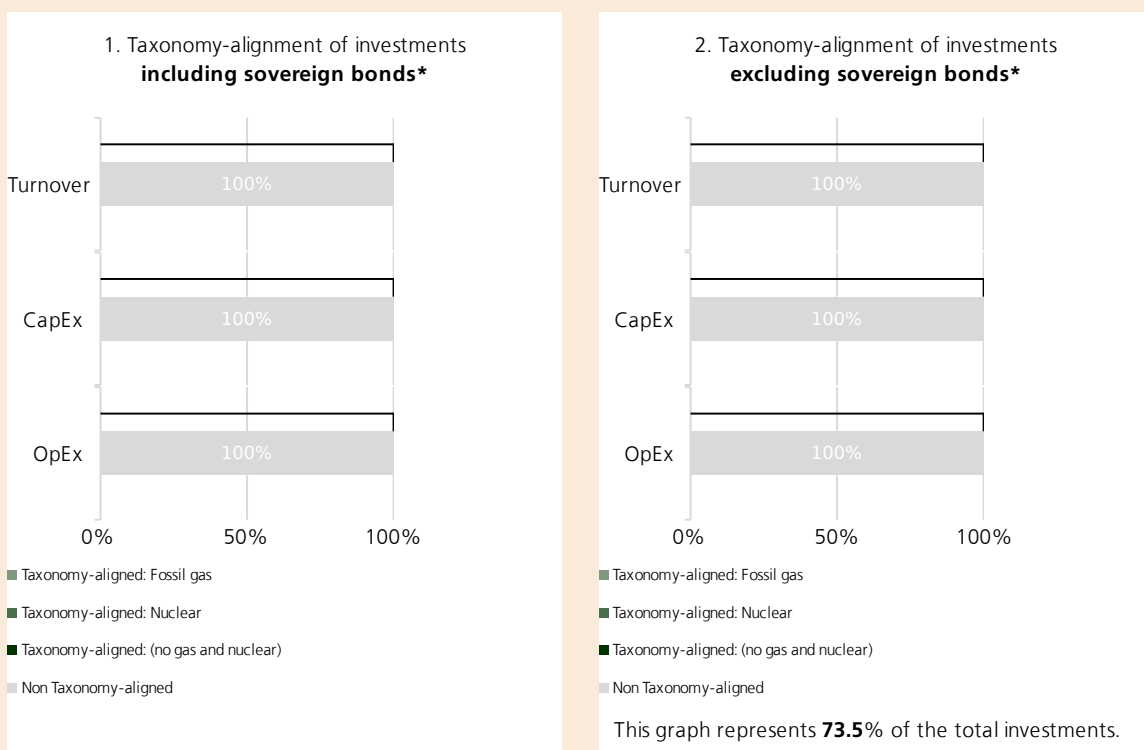 1. Taxonomy-alignment of investments
including sovereign bonds*
Turnover
100%
CapEx
100%
OpEx
100%
0% 50% 100%
Taxonomy-aligned: Fossil gas
Taxonomy-aligned: Nuclear
Taxonomy-aligned: (no gas and nuclear)
Non Taxonomy-aligned
2. Taxonomy-alignment of investments
excluding sovereign bonds*
Turnover
100%
CapEx
100%
OpEx
100%
0% 50% 100%
Taxonomy-aligned: Fossil gas
Taxonomy-aligned: Nuclear
Taxonomy-aligned: (no gas and nuclear)
Non Taxonomy-aligned
This graph represents 73.5% of the total investments.